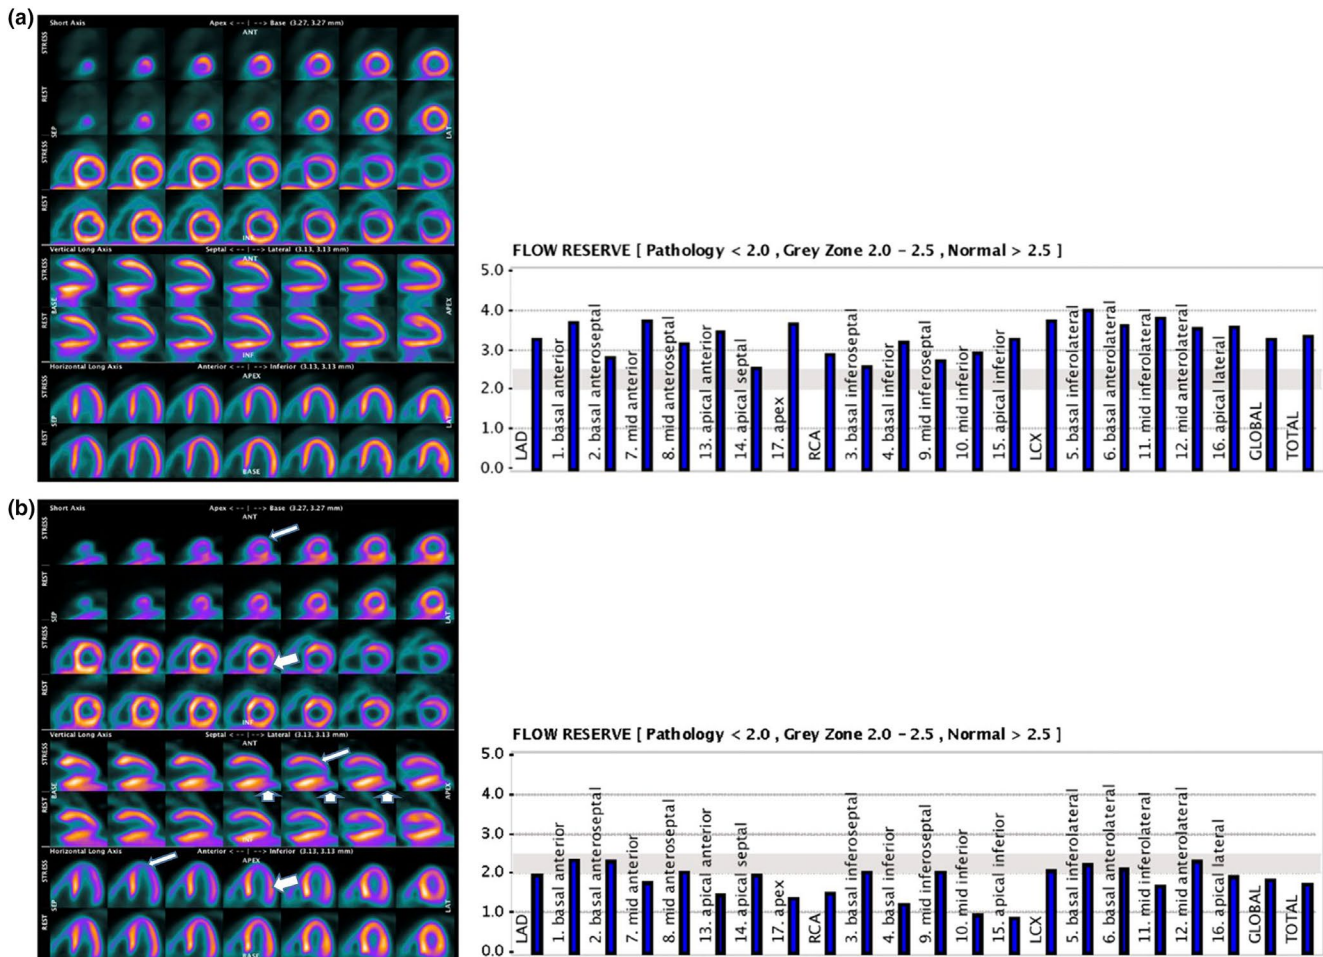 (a)
Short Axis
Apex < -- | --> Base (3.27, 3.27 mm)
ANT
STRESS
REST
SEP
LAT
STRESS
REST
INF
Vertical Long Axis
Septal < -- | --> Lateral (3.13, 3.13 mm)
ANT
STRESS
BASE
APEX
REST
INF
Horizontal Long Axis
Anterior < -- | --> Inferior (3.13, 3.13 mm)
APEX
STRESS
SEP
LAT
REST
BASE
FLOW RESERVE [ Pathology < 2.0 , Grey Zone 2.0 - 2.5 , Normal > 2.5 ]
5.0
4.0
3.0
2.0
1.0
0.0
LAD
1. basal anterior
2. basal anteroseptal
7. mid anterior
8. mid anteroseptal
13. apical anterior
14. apical septal
17. apex
RCA
3. basal inferoseptal
4. basal inferior
9. mid inferoseptal
10. mid inferior
15. apical inferior
LCX
5. basal inferolateral
6. basal anterolateral
11. mid inferolateral
12. mid anterolateral
16. apical lateral
GLOBAL
TOTAL
(b)
Short Axis
Apex < -- | --> Base (3.27, 3.27 mm)
ANT
STRESS
REST
SEP
LAT
STRESS
REST
INF
Vertical Long Axis
Septal < -- | --> Lateral (3.13, 3.13 mm)
ANT
STRESS
BASE
APEX
REST
INF
Horizontal Long Axis
Anterior < -- | --> Inferior (3.13, 3.13 mm)
APEX
STRESS
SEP
LAT
REST
BASE
FLOW RESERVE [ Pathology < 2.0 , Grey Zone 2.0 - 2.5 , Normal > 2.5 ]
5.0
4.0
3.0
2.0
1.0
0.0
LAD
1. basal anterior
2. basal anteroseptal
7. mid anterior
8. mid anteroseptal
13. apical anterior
14. apical septal
17. apex
RCA
3. basal inferoseptal
4. basal inferior
9. mid inferoseptal
10. mid inferior
15. apical inferior
LCX
5. basal inferolateral
6. basal anterolateral
11. mid inferolateral
12. mid anterolateral
16. apical lateral
GLOBAL
TOTAL